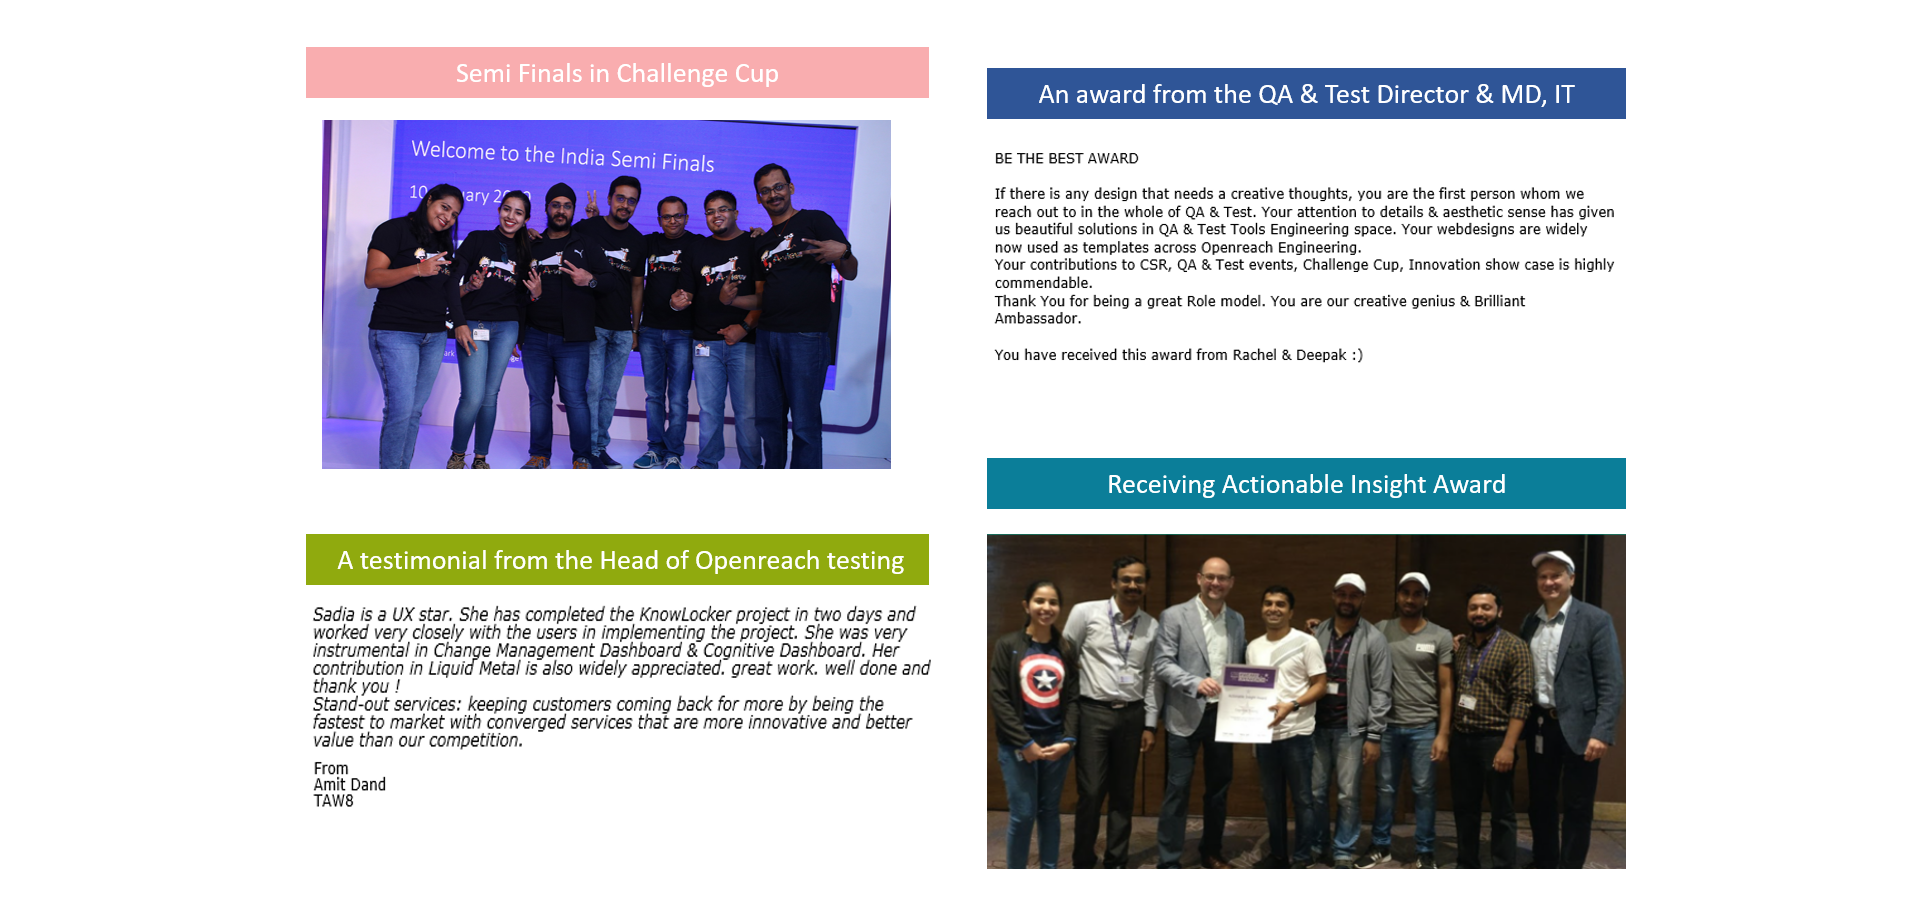 Semi Finals in Challenge Cup
Welcome to the India Semi Finals
A testimonial from the Head of Openreach testing
Sadia is a UX star. She has completed the KnowLocker project in two days and
worked very closely with the users in implementing the project. She was very
instrumental in Change Management Dashboard & Cognitive Dashboard. Her
contribution in Liquid Metal is also widely appreciated. great work. well done and
thank you !
Stand-out services: keeping customers coming back for more by being the
fastest to market with converged services that are more innovative and better
value than our competition.
From
Amit Dand
TAW8
An award from the QA & Test Director & MD, IT
BE THE BEST AWARD
If there is any design that needs a creative thoughts, you are the first person whom we
reach out to in the whole of QA & Test. Your attention to details & aesthetic sense has given
us beautiful solutions in QA & Test Tools Engineering space. Your webdesigns are widely
now used as templates across Openreach Engineering.
Your contributions to CSR, QA & Test events, Challenge Cup, Innovation show case is highly
commendable.
Thank You for being a great Role model. You are our creative genius & Brilliant
Ambassador.
You have received this award from Rachel & Deepak :)
Receiving Actionable Insight Award